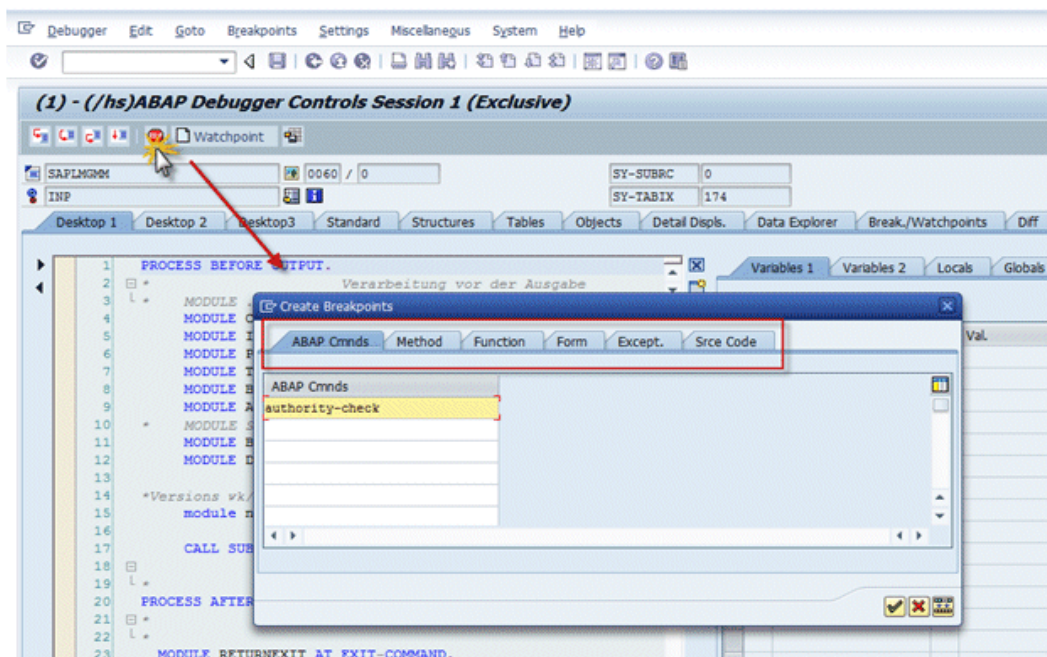 Debugger Edit Goto Breakpoints Settings Miscellaneous System Help
(1) - (/hs)ABAP Debugger Controls Session 1 (Exclusive)
Watchpoint
SAPLMGMM 0060 / 0 SY-SUBRC 0
INP SY-TABIX 174
Desktop 1 Desktop 2 Desktop3 Standard Structures Tables Objects Detail Displs. Data Explorer Break./Watchpoints Diff
Variables 1 Variables 2 Locals Globals
Val.
1 PROCESS BEFORE OUTPUT.
2 * Verarbeitung vor der Ausgabe
3 * MODULE
4 MODULE
5 MODULE
6 MODULE
7 MODULE
8 MODULE
9 MODULE
10 * MODULE
11 MODULE
12 MODULE
13
14 *Versions wk/
15 module
16
17 CALL
18
19 *
20 PROCESS AFTER
21 *
22 *
23 MODULE RETURNEXIT AT EXIT-COMMAND.
Create Breakpoints
ABAP Cmnds Method Function Form Except. Srce Code
ABAP Cmnds
authority-check